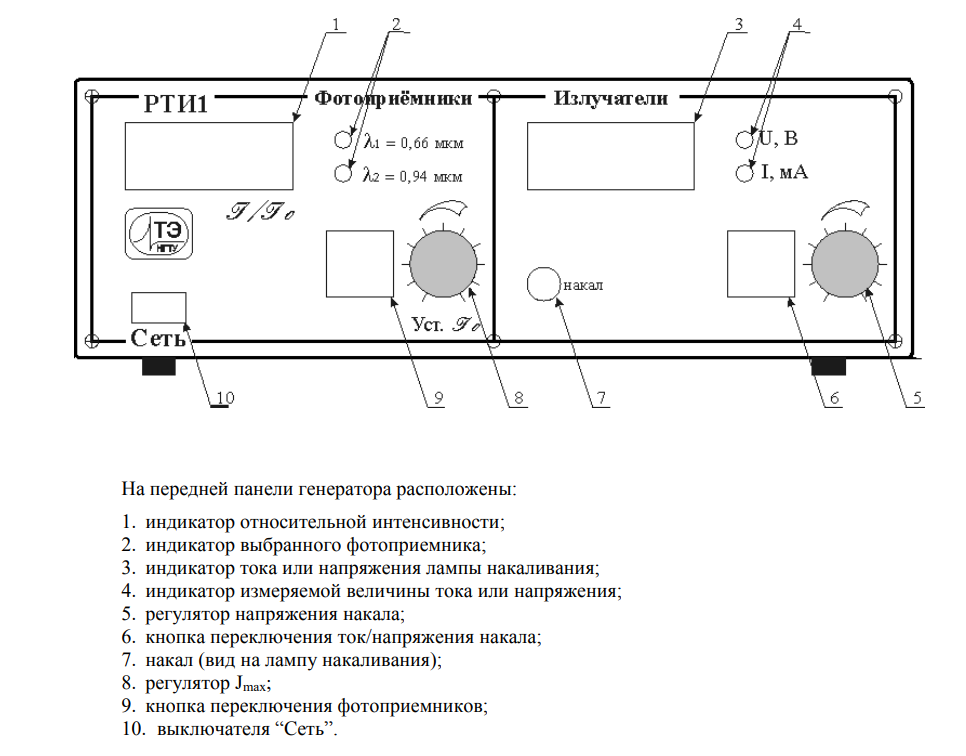 1 2 3 4
РТИ1 Фотоприёмники Излучатели
λ1 = 0,66 мкм U, В
λ2 = 0,94 мкм I, мА
J/J0
ТЭ
НГТУ
накал
Уст. J0
Сеть
10 9 8 7 6 5
На передней панели генератора расположены:
1. индикатор относительной интенсивности;
2. индикатор выбранного фотоприемника;
3. индикатор тока или напряжения лампы накаливания;
4. индикатор измеряемой величины тока или напряжения;
5. регулятор напряжения накала;
6. кнопка переключения ток/напряжения накала;
7. накал (вид на лампу накаливания);
8. регулятор Jmax;
9. кнопка переключения фотоприемников;
10. выключателя “Сеть”.